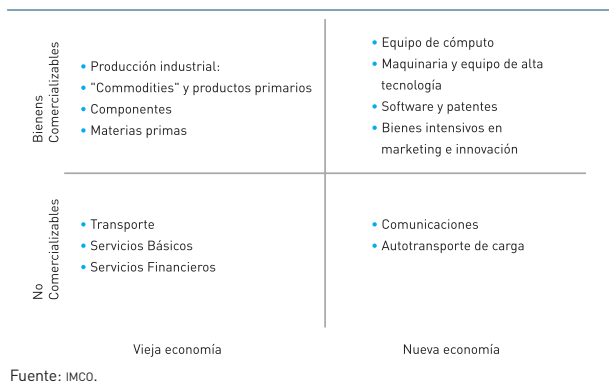 Bienens
Comercializables
• Producción industrial:
• "Commodities" y productos primarios
• Componentes
• Materias primas
• Equipo de cómputo
• Maquinaria y equipo de alta
tecnología
• Software y patentes
• Bienes intensivos en
marketing e innovación
No
Comercializables
• Transporte
• Servicios Básicos
• Servicios Financieros
• Comunicaciones
• Autotransporte de carga
Vieja economía
Nueva economía
Fuente: IMCO.